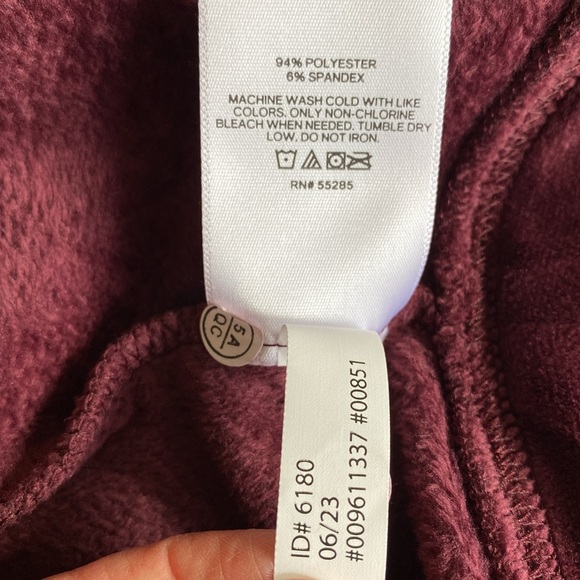 94% POLYESTER
6% SPANDEX
MACHINE WASH COLD WITH LIKE
COLORS. ONLY NON-CHLORINE
BLEACH WHEN NEEDED. TUMBLE DRY
LOW. DO NOT IRON.
RN# 55285
5A
QC
ID# 6180
06/23
#009611337 #00851